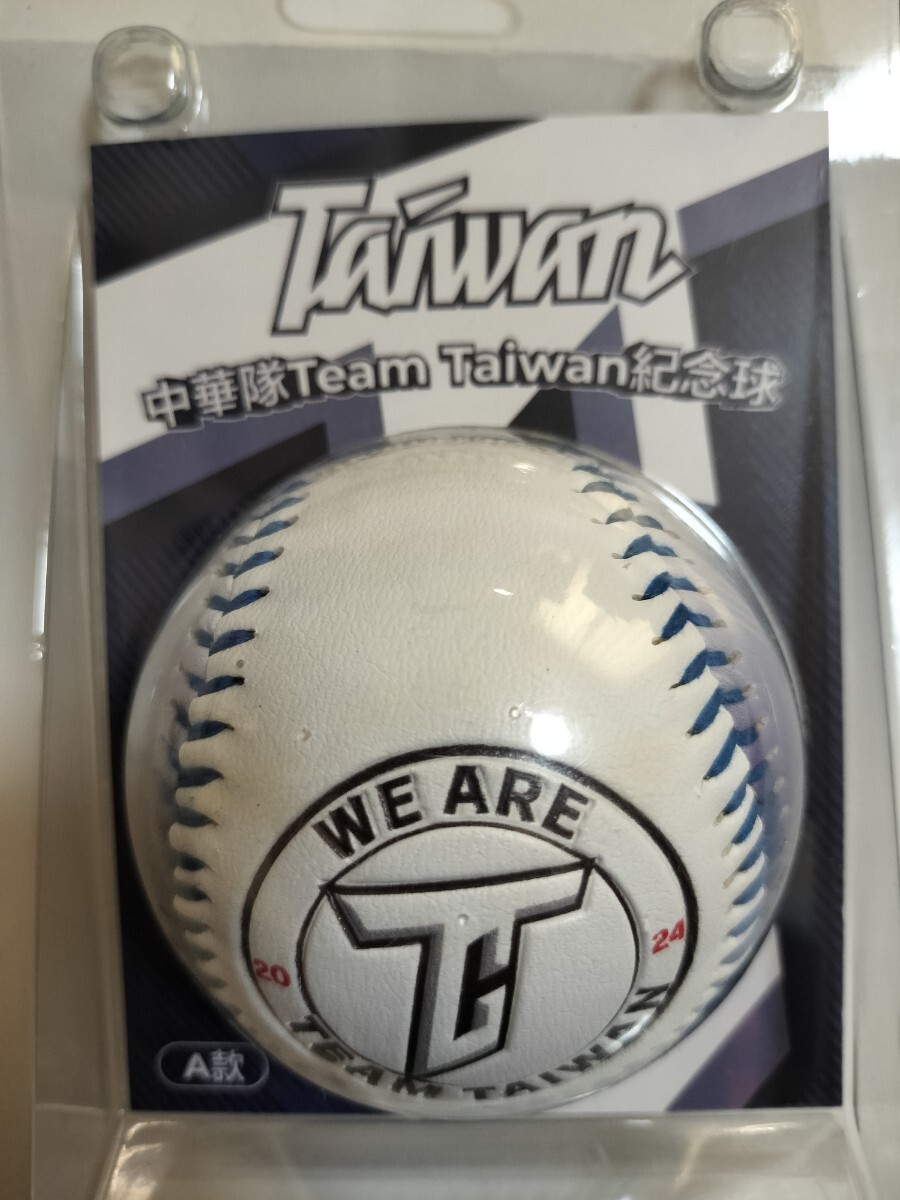 Taiwan
中華隊Team Taiwan紀念球
WE ARE
20 24
TEAM TAIWAN
A款